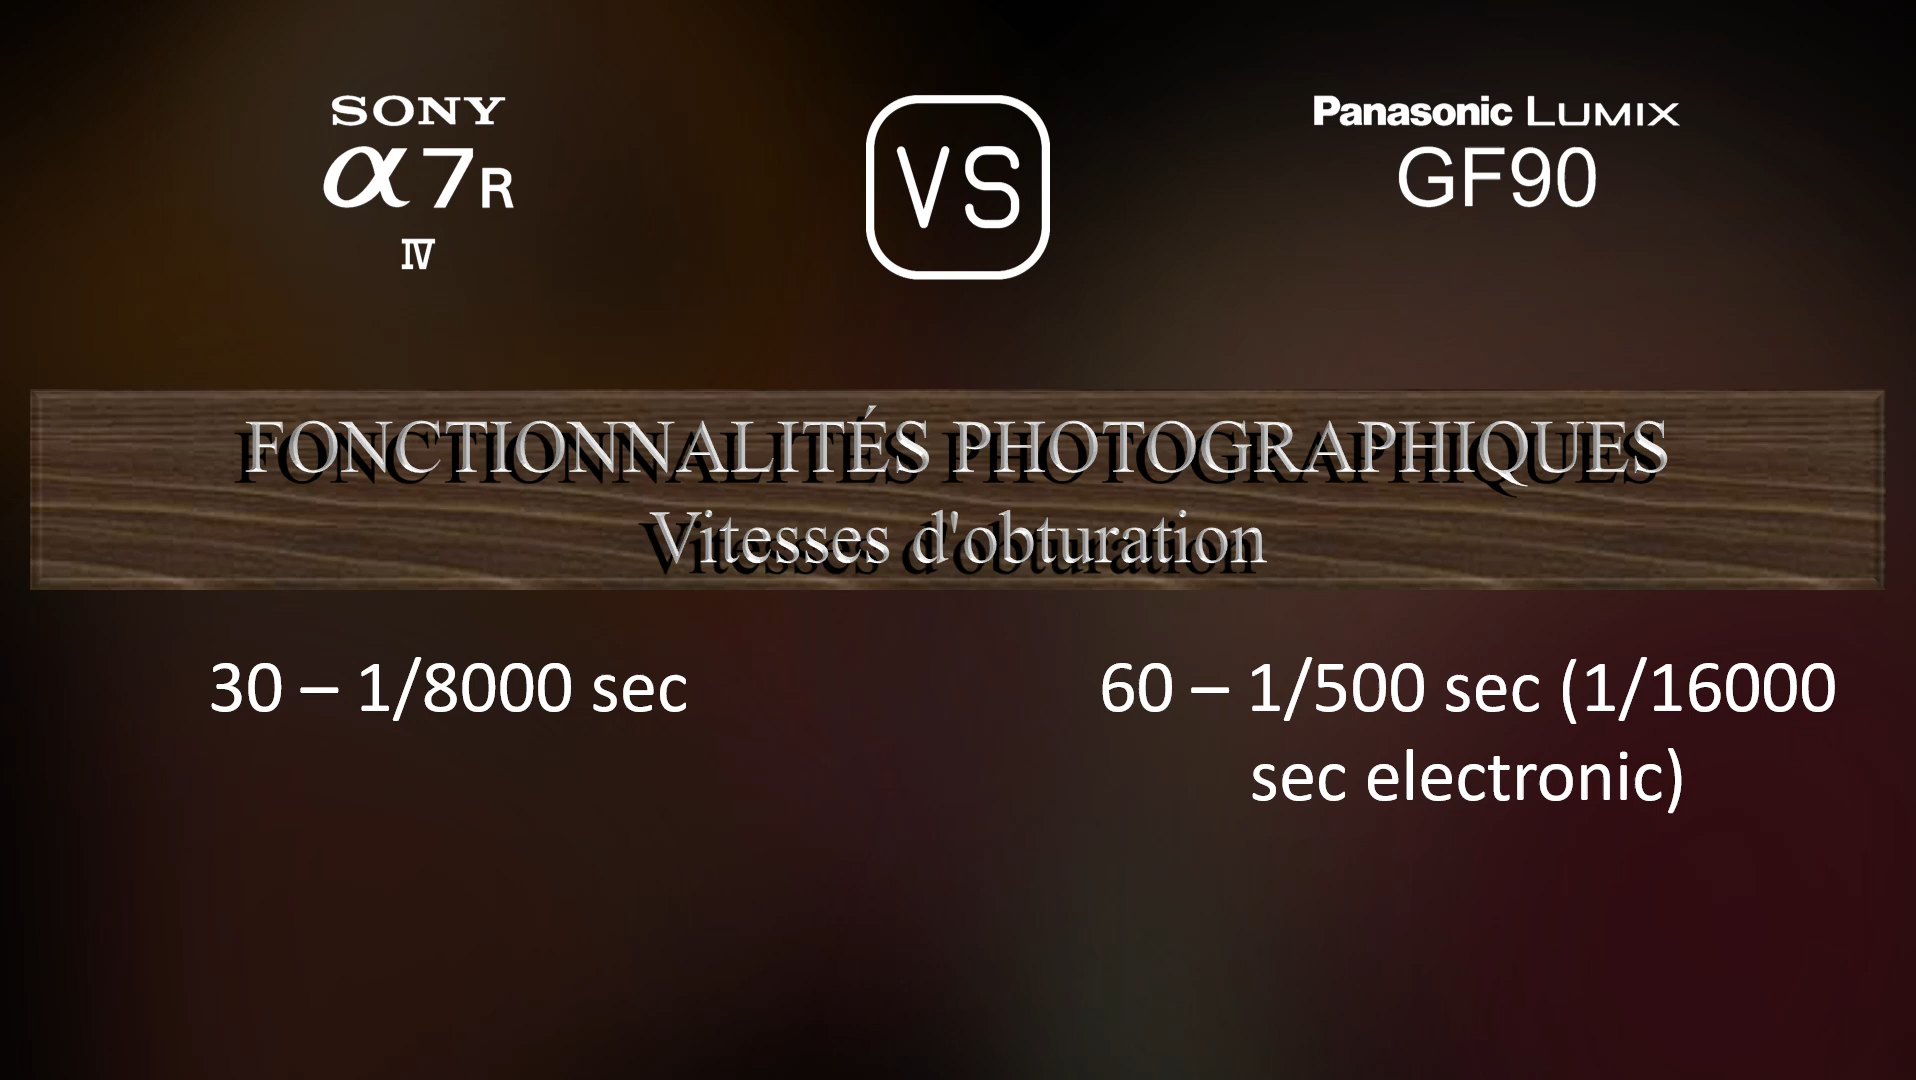 SONY
α7R
IV
VS
Panasonic LUMIX
GF90
FONCTIONNALITÉS PHOTOGRAPHIQUES
Vitesses d'obturation
30 – 1/8000 sec
60 – 1/500 sec (1/16000
sec electronic)